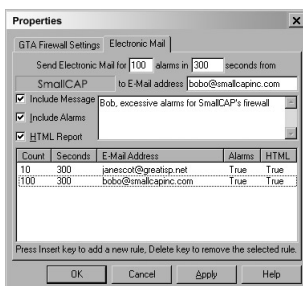 Properties
GTA Firewall Settings Electronic Mail
Send Electronic Mail for 100 alarms in 300 seconds from
SmallCAP to E-Mail address bobo@smallcapinc.com
Include Message Bob, excessive alarms for SmallCAP's firewall
Include Alarms
HTML Report
Count Seconds E-Mail Address Alarms HTML
10 300 janescot@greatisp.net True True
100 300 bobo@smallcapinc.com True True
Press Insert key to add a new rule, Delete key to remove the selected rule.
OK Cancel Apply Help